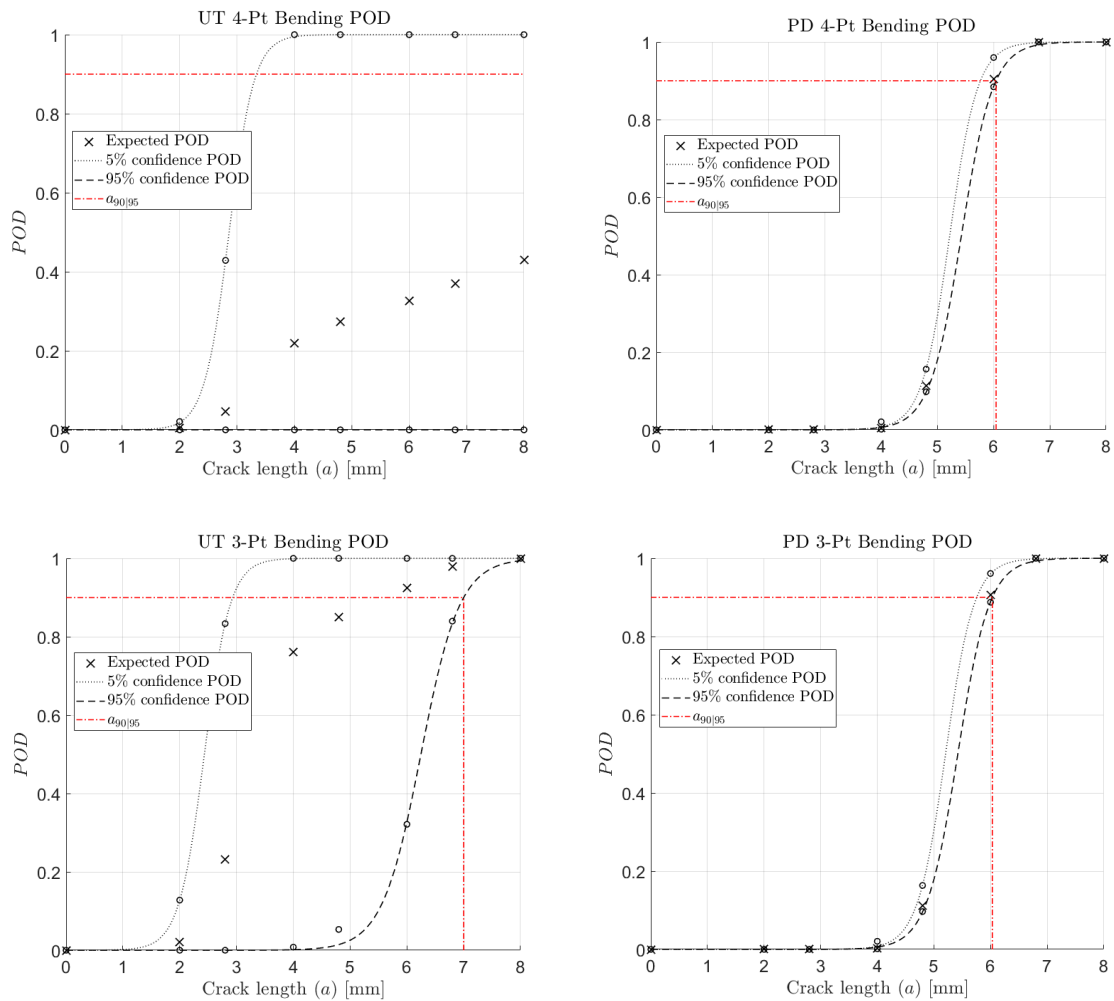 UT 4-Pt Bending POD
1
0.8
0.6
0.4
0.2
0
POD
Expected POD
5% confidence POD
95% confidence POD
a90|95
0 1 2 3 4 5 6 7 8
Crack length (a) [mm]
PD 4-Pt Bending POD
1
0.8
0.6
0.4
0.2
0
POD
Expected POD
5% confidence POD
95% confidence POD
a90|95
0 1 2 3 4 5 6 7 8
Crack length (a) [mm]
UT 3-Pt Bending POD
1
0.8
0.6
0.4
0.2
0
POD
Expected POD
5% confidence POD
95% confidence POD
a90|95
0 1 2 3 4 5 6 7 8
Crack length (a) [mm]
PD 3-Pt Bending POD
1
0.8
0.6
0.4
0.2
0
POD
Expected POD
5% confidence POD
95% confidence POD
a90|95
0 1 2 3 4 5 6 7 8
Crack length (a) [mm]